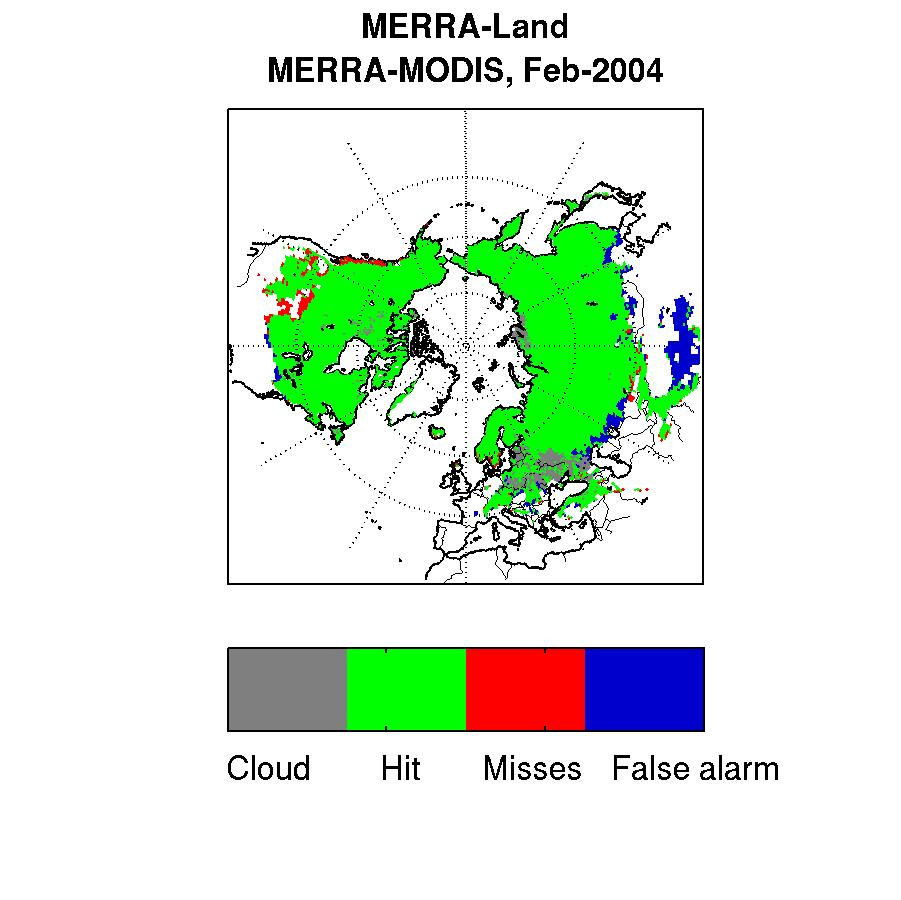 MERRA-Land
MERRA-MODIS, Feb-2004
Cloud Hit Misses False alarm